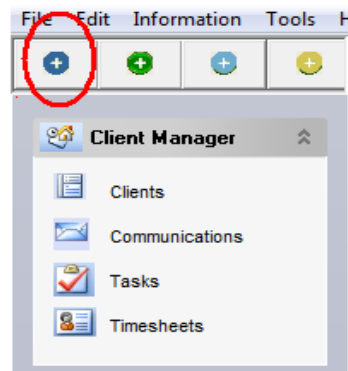 File Edit Information Tools H
Client Manager
Clients
Communications
Tasks
Timesheets